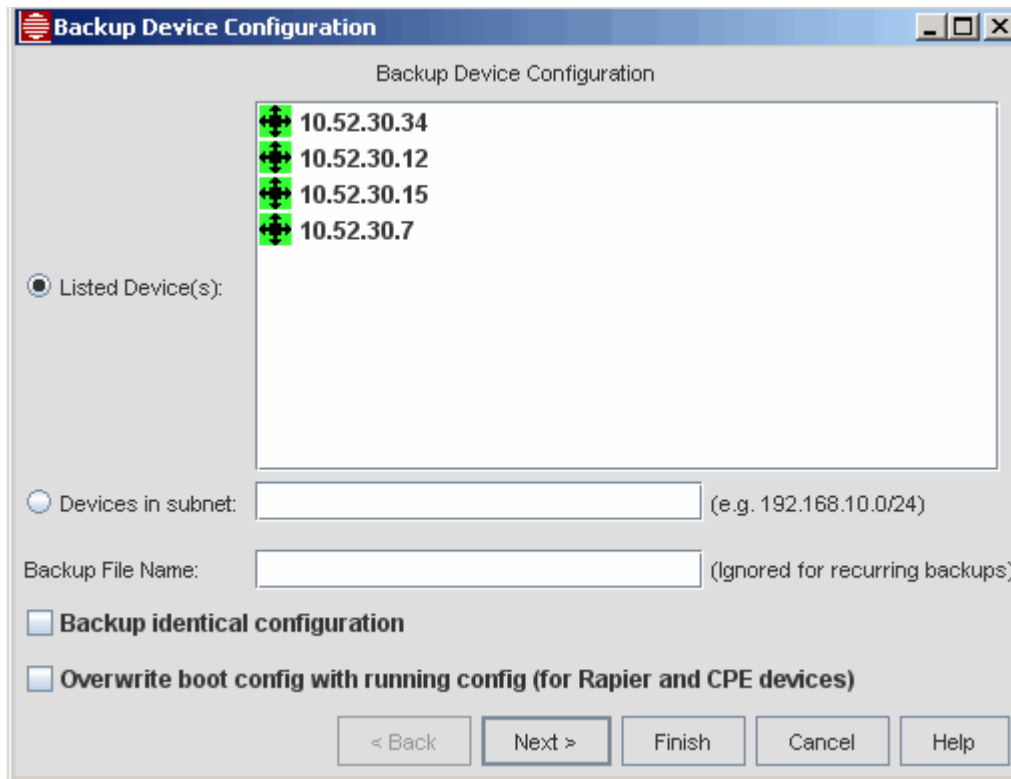 Backup Device Configuration
Backup Device Configuration
10.52.30.34
10.52.30.12
10.52.30.15
10.52.30.7
Listed Device(s):
Devices in subnet: (e.g. 192.168.10.0/24)
Backup File Name: (Ignored for recurring backups)
Backup identical configuration
Overwrite boot config with running config (for Rapier and CPE devices)
< Back Next > Finish Cancel Help